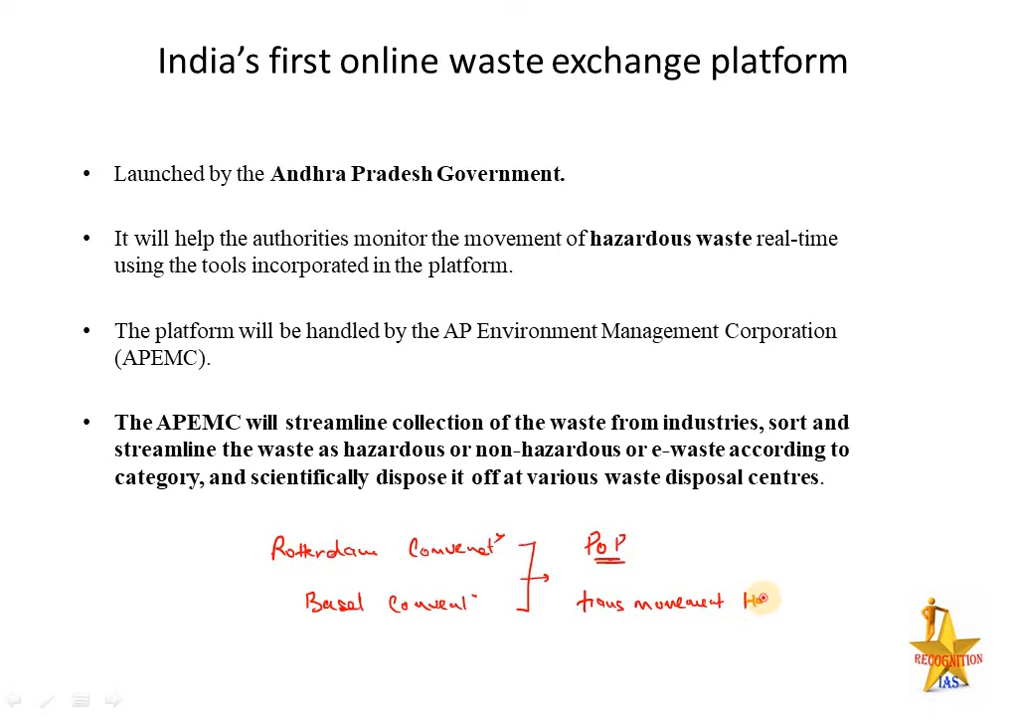 India's first online waste exchange platform
• Launched by the Andhra Pradesh Government.
• It will help the authorities monitor the movement of hazardous waste real-time
using the tools incorporated in the platform.
• The platform will be handled by the AP Environment Management Corporation
(APEMC).
• The APEMC will streamline collection of the waste from industries, sort and
streamline the waste as hazardous or non-hazardous or e-waste according to
category, and scientifically dispose it off at various waste disposal centres.
Rotterdam Convenat
PoP
Basel Convent
trans movement
RECOGNITION
IAS